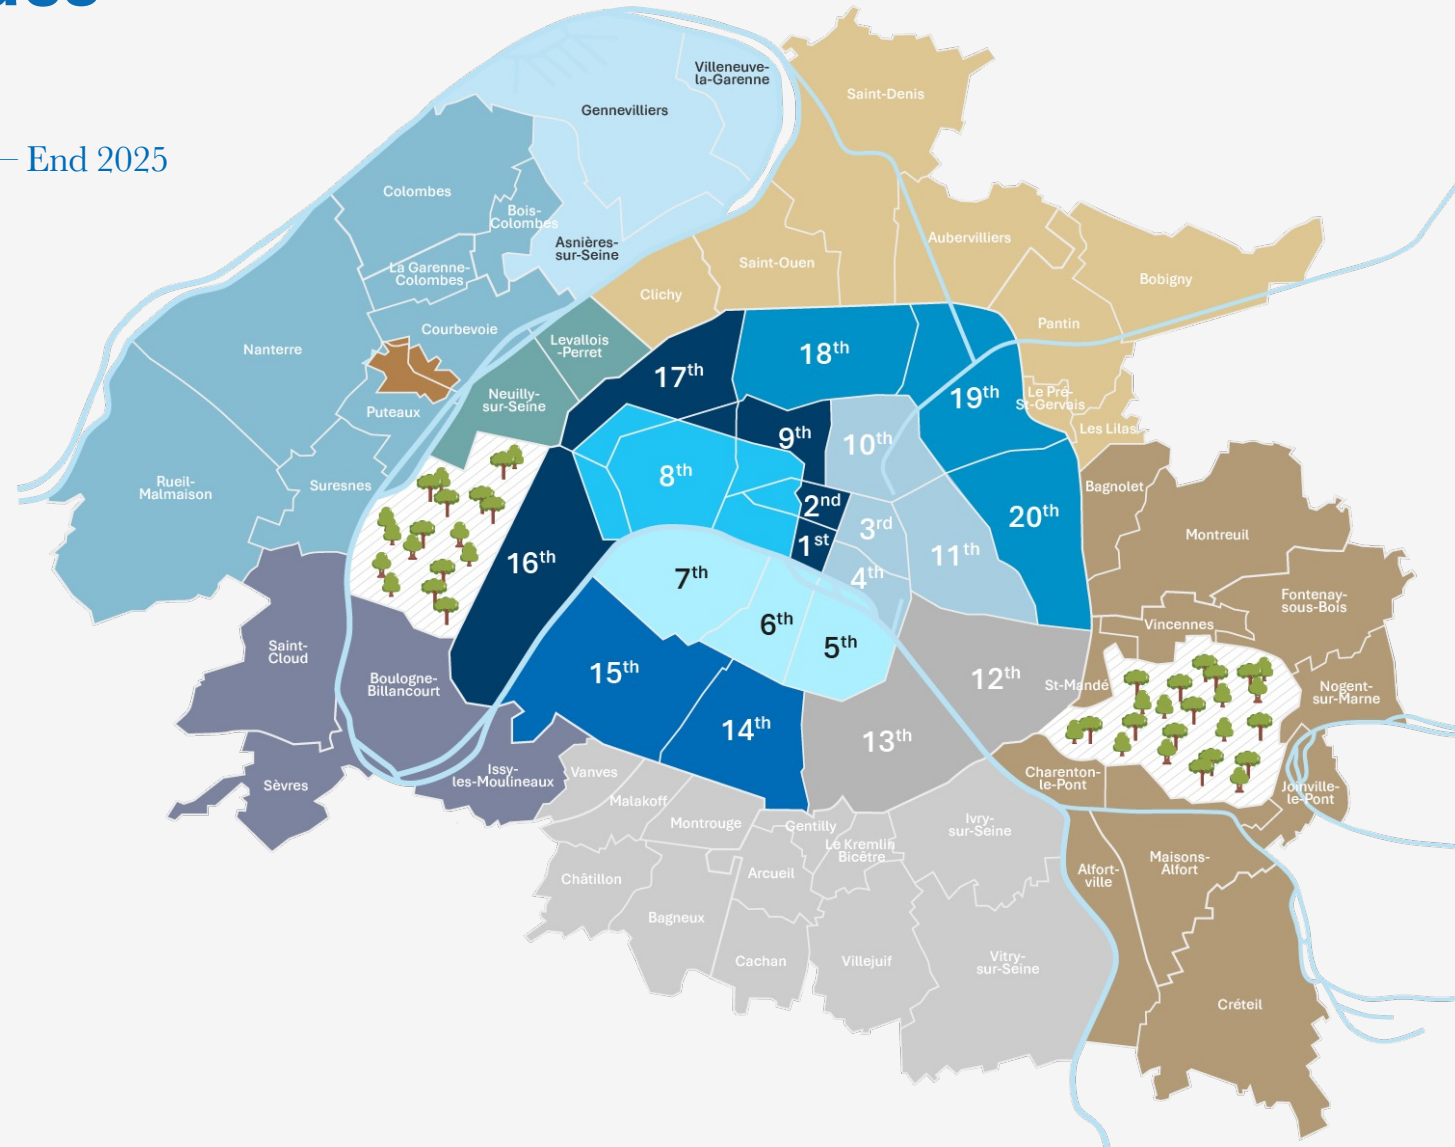 End 2025
Villeneuve-
la-Garenne
Saint-Denis
Gennevilliers
Colombes
Bois-
Colombes
Asnières-
sur-Seine
Aubervilliers
Saint-Ouen
La Garenne-
Colombes
Bobigny
Clichy
Courbevoie
Pantin
Levallois
-Perret
Nanterre
18th
17th
Neuilly-
sur-Seine
19th
Le Pré-
St-Gervais
Puteaux
Les Lilas
9th
10th
8th
Rueil-
Malmaison
Suresnes
Bagnolet
2nd
20th
3rd
Montreuil
1st
11th
16th
7th
4th
Fontenay-
sous-Bois
6th
Vincennes
5th
Saint-
Cloud
15th
12th
Boulogne-
Billancourt
St-Mandé
Nogent-
sur-Marne
14th
13th
Issy-
les-Moulineaux
Vanves
Charenton-
le-Pont
Sèvres
Joinville-
le-Pont
Malakoff
Montrouge
Gentilly
Ivry-
sur-Seine
Le Kremlin
Bicêtre
Maisons-
Alfort
Châtillon
Arcueil
Alfort-
ville
Bagneux
Cachan
Villejuif
Vitry-
sur-Seine
Créteil